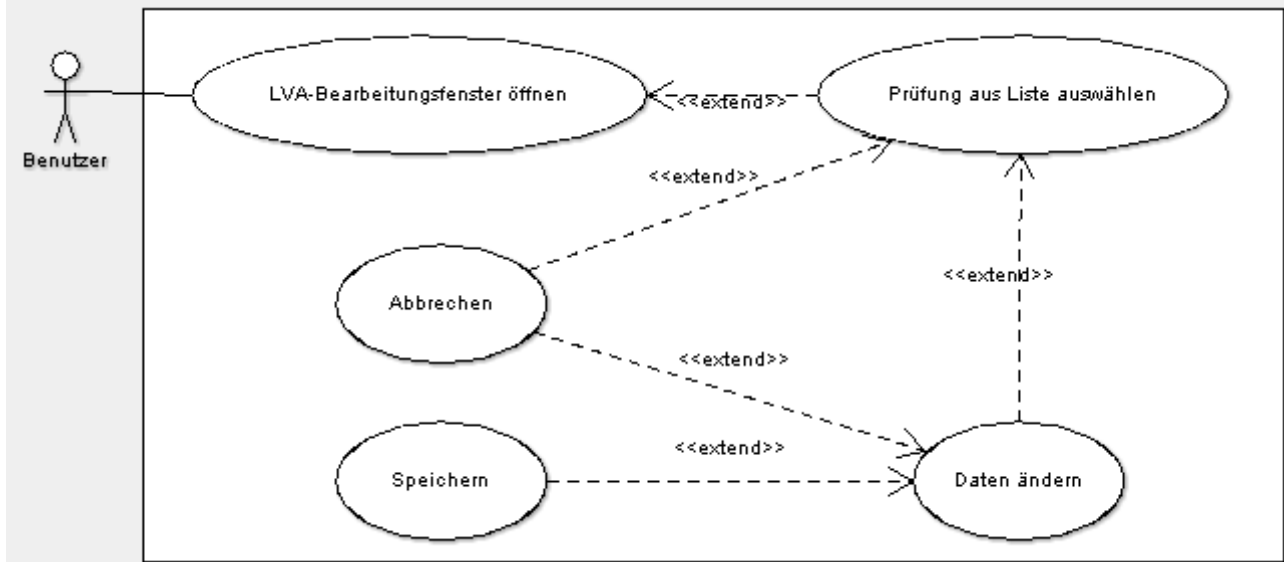 LVA-Bearbeitungsfenster öffnen
<<extend>>
Prüfung aus Liste auswählen
Benutzer
<<extend>>
<<extend>>
Abbrechen
<<extend>>
<<extend>>
Speichern
Daten ändern